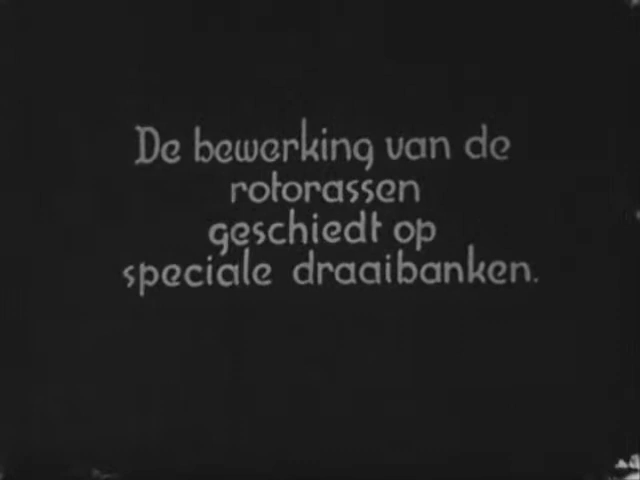 De bewerking van de
rotorassen
geschiedt op
speciale draaibanken.